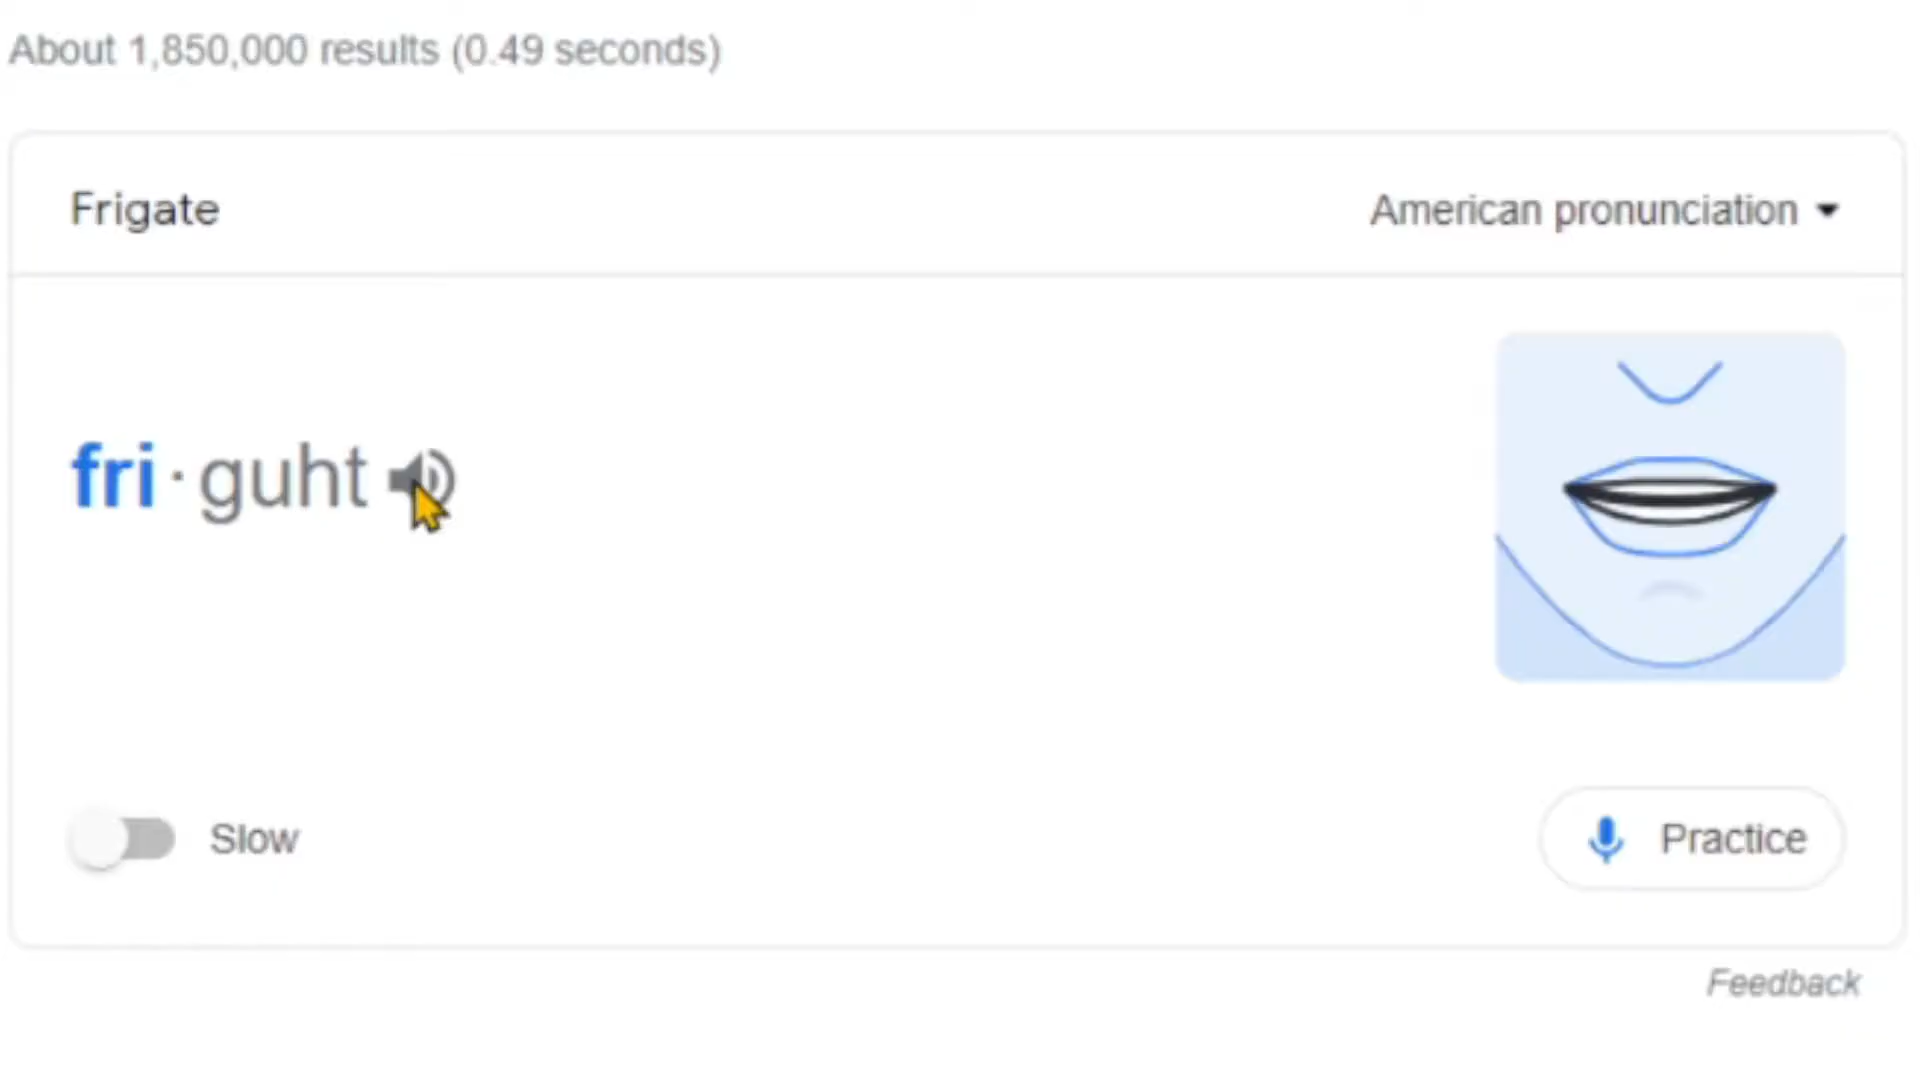 About 1,850,000 results (0.49 seconds)
Frigate
American pronunciation
fri · guht
Slow
Practice
Feedback